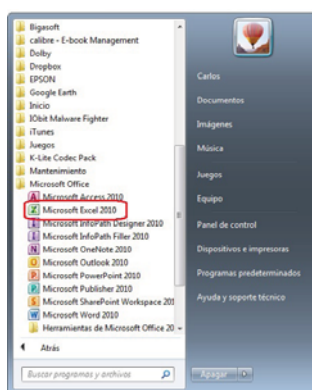 Bigasoft
calibre - E-book Management
Dolby
Dropbox
EPSON
Google Earth
Inicio
IObit Malware Fighter
iTunes
Juegos
K-Lite Codec Pack
Mantenimiento
Microsoft Office
Microsoft Access 2010
Microsoft Excel 2010
Microsoft InfoPath Designer 2010
Microsoft InfoPath Filler 2010
Microsoft OneNote 2010
Microsoft Outlook 2010
Microsoft PowerPoint 2010
Microsoft Publisher 2010
Microsoft SharePoint Workspace 201
Microsoft Word 2010
Herramientas de Microsoft Office 20
Atrás
Buscar programas y archivos
Carlos
Documentos
Imágenes
Música
Juegos
Equipo
Panel de control
Dispositivos e impresoras
Programas predeterminados
Ayuda y soporte técnico
Apagar